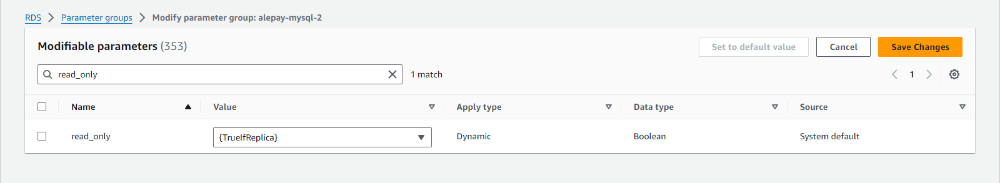 RDS > Parameter groups > Modify parameter group: alepay-mysql-2
Modifiable parameters (353)
Set to default value Cancel Save Changes
read_only 1 match 1
Name Value Apply type Data type Source
read_only {TrueIfReplica} Dynamic Boolean System default